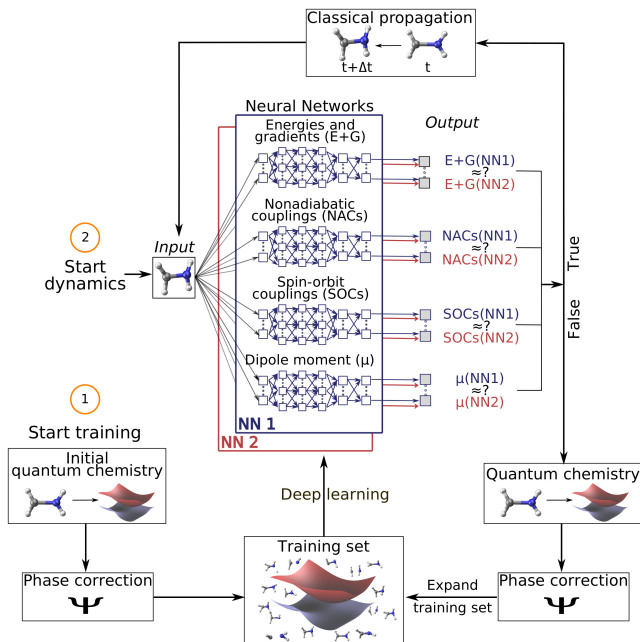 Classical propagation
t+Δt
t
Neural Networks
Output
Energies and
gradients (E+G)
E+G(NN1)
≈?
E+G(NN2)
Nonadiabatic
couplings (NACs)
NACs(NN1)
≈?
NACs(NN2)
2
Start
dynamics
Input
Spin-orbit
couplings (SOCs)
SOCs(NN1)
≈?
SOCs(NN2)
True
False
Dipole moment (μ)
μ(NN1)
≈?
μ(NN2)
NN 1
NN 2
1
Start training
Initial
quantum chemistry
Deep learning
Quantum chemistry
Training set
Phase correction
Ψ
Expand
training set
Phase correction
Ψ